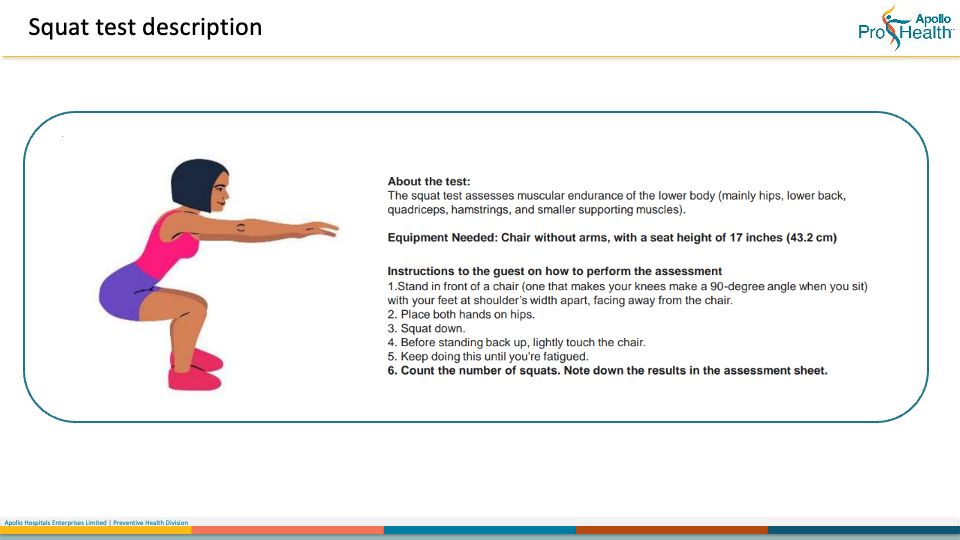 Squat test description
Apollo
ProHealth
About the test:
The squat test assesses muscular endurance of the lower body (mainly hips, lower back,
quadriceps, hamstrings, and smaller supporting muscles).
Equipment Needed: Chair without arms, with a seat height of 17 inches (43.2 cm)
Instructions to the guest on how to perform the assessment
1.Stand in front of a chair (one that makes your knees make a 90-degree angle when you sit)
with your feet at shoulder's width apart, facing away from the chair.
2. Place both hands on hips.
3. Squat down.
4. Before standing back up, lightly touch the chair.
5. Keep doing this until you're fatigued.
6. Count the number of squats. Note down the results in the assessment sheet.
Apollo Hospitals Enterprises Limited | Preventive Health Division